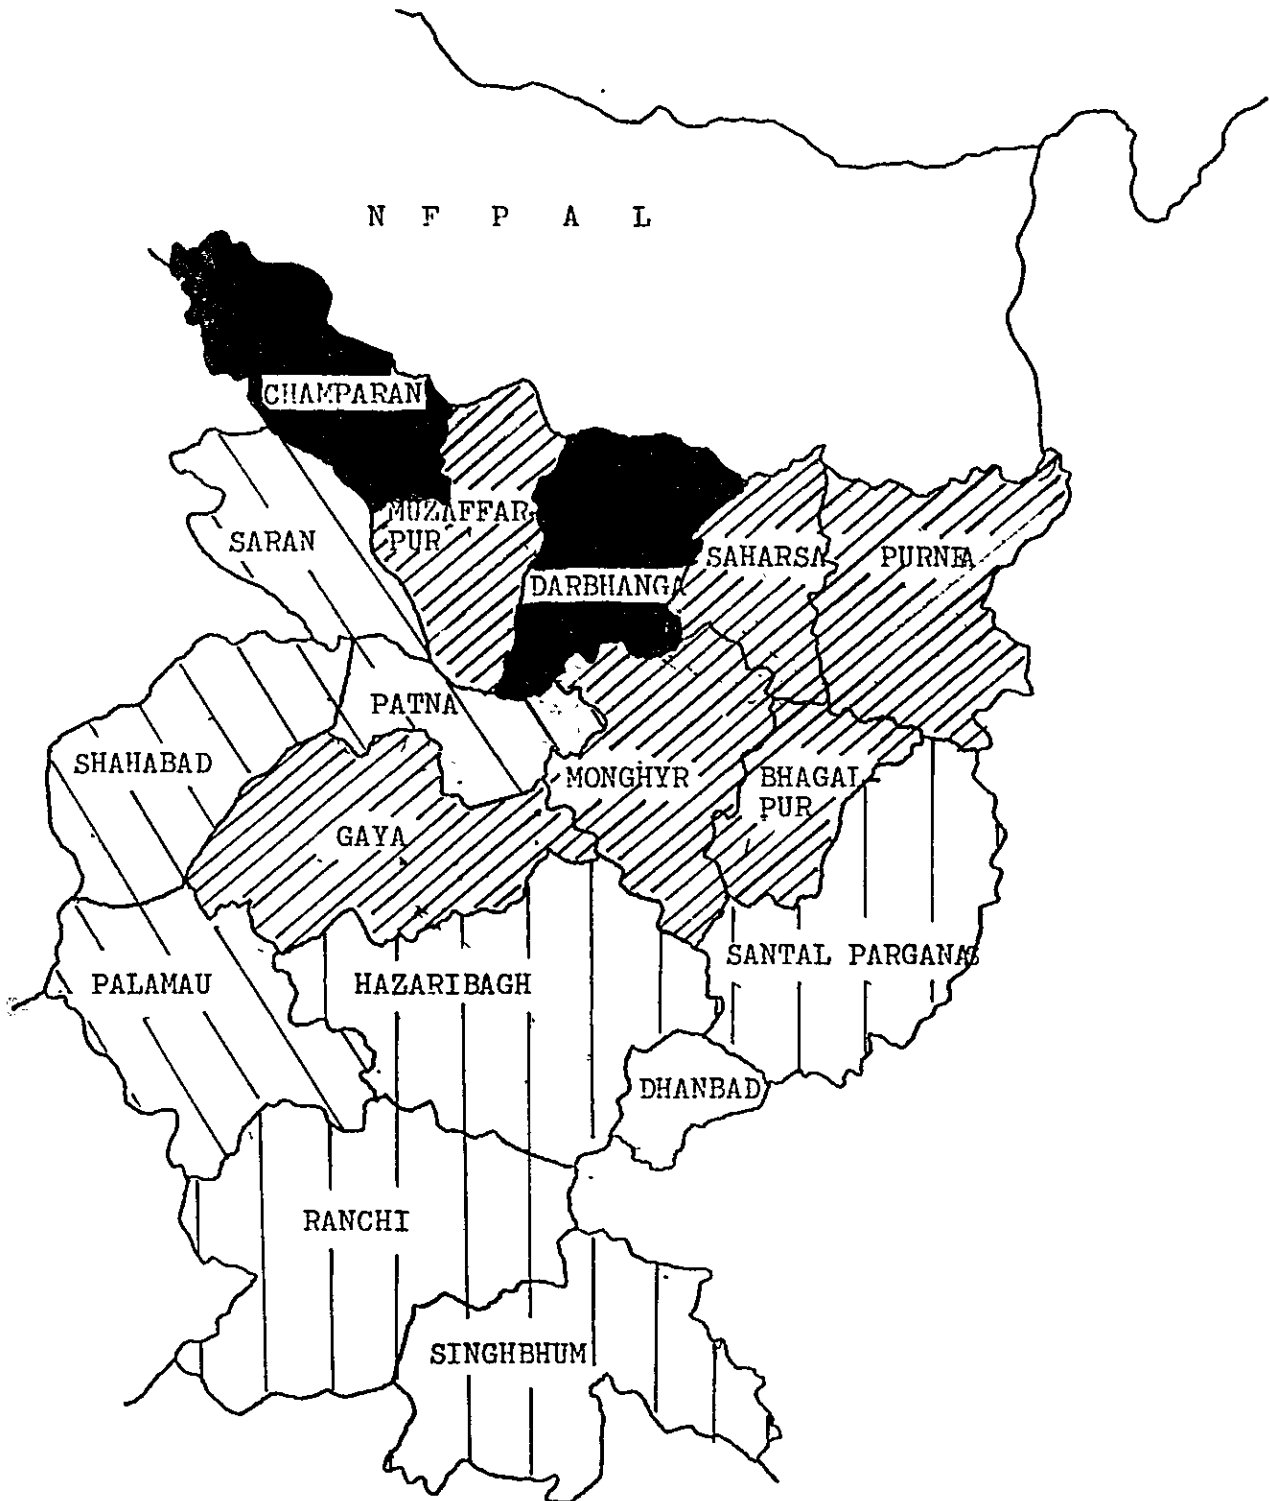 N F P A L
CHAMPARAN
MUZAFFAR
PUR
SARAN
SAHARSA
PURNEA
DARBHANGA
PATNA
SHAHABAD
MONGHYR
BHAGAL
PUR
GAYA
SANTAL PARGANAS
PALAMAU
HAZARIBAGH
DHANBAD
RANCHI
SINGHBHUM